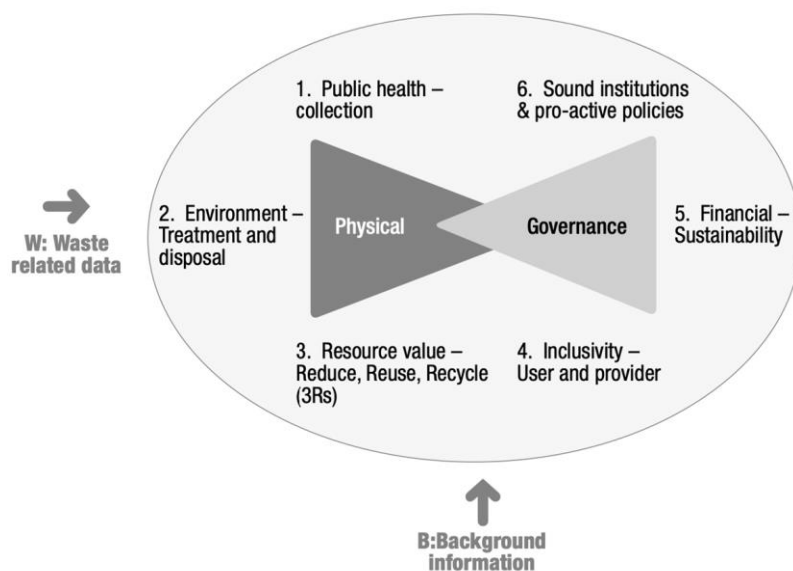 1. Public health –
collection
6. Sound institutions
& pro-active policies
W: Waste
related data
2. Environment –
Treatment and
disposal
Physical
Governance
5. Financial –
Sustainability
3. Resource value –
Reduce, Reuse, Recycle
(3Rs)
4. Inclusivity –
User and provider
B:Background
information